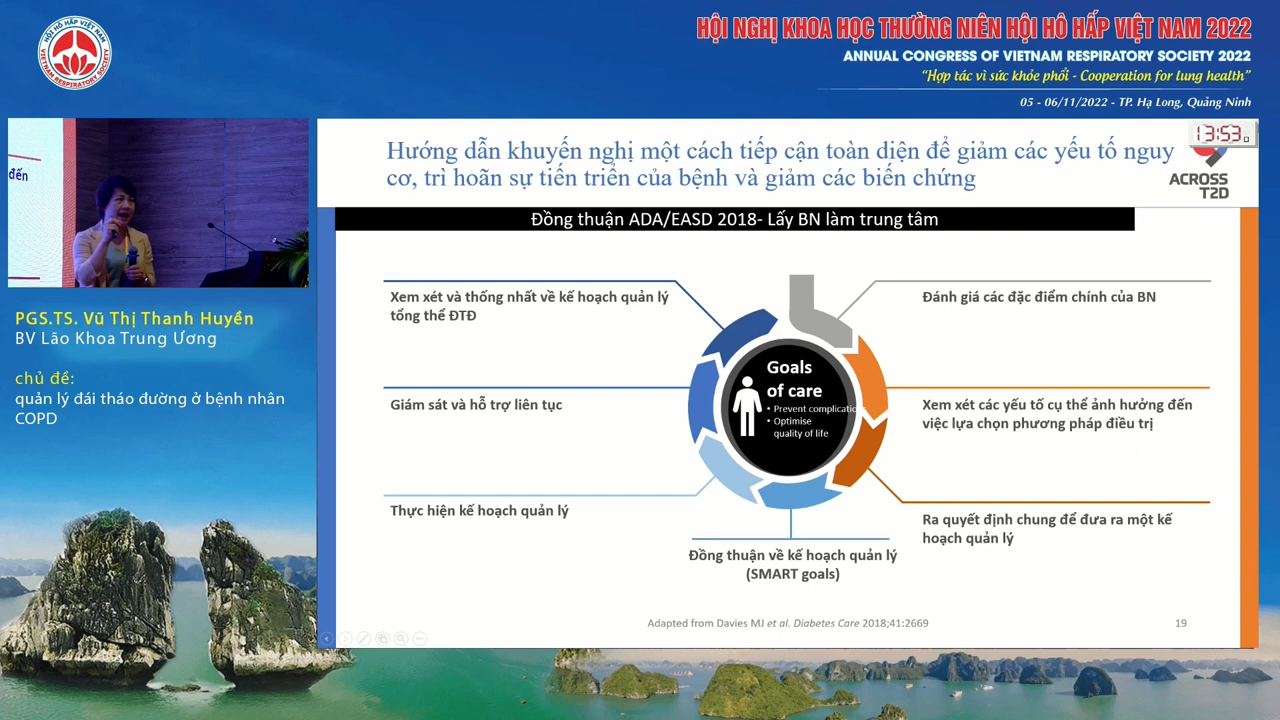 HỘI HÔ HẤP VIỆT NAM
VIETNAM RESPIRATORY SOCIETY
HỘI NGHỊ KHOA HỌC THƯỜNG NIÊN HỘI HÔ HẤP VIỆT NAM 2022
ANNUAL CONGRESS OF VIETNAM RESPIRATORY SOCIETY 2022
“Hợp tác vì sức khỏe phổi - Cooperation for lung health”
05 - 06/11/2022 - TP. Hạ Long, Quảng Ninh
đến
PGS.TS. Vũ Thị Thanh Huyền
BV Lão Khoa Trung Ương
chủ đề:
quản lý đái tháo đường ở bệnh nhân
COPD
13:53
Hướng dẫn khuyến nghị một cách tiếp cận toàn diện để giảm các yếu tố nguy
cơ, trì hoãn sự tiến triển của bệnh và giảm các biến chứng
ACROSS
T2D
Đồng thuận ADA/EASD 2018- Lấy BN làm trung tâm
Xem xét và thống nhất về kế hoạch quản lý
tổng thể ĐTĐ
Đánh giá các đặc điểm chính của BN
Goals
of care
• Prevent complicatio
• Optimise
quality of life
Giám sát và hỗ trợ liên tục
Xem xét các yếu tố cụ thể ảnh hưởng đến
việc lựa chọn phương pháp điều trị
Thực hiện kế hoạch quản lý
Ra quyết định chung để đưa ra một kế
hoạch quản lý
Đồng thuận về kế hoạch quản lý
(SMART goals)
Adapted from Davies MJ et al. Diabetes Care 2018;41:2669
19